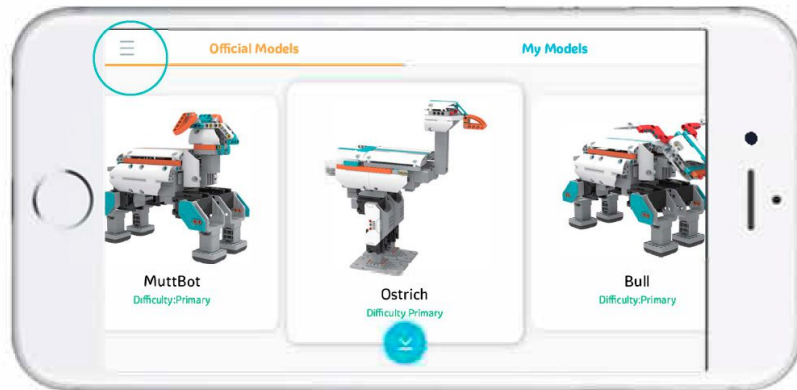 Official Models
My Models
MuttBot
Difficulty:Primary
Ostrich
Difficulty Primary
Bull
Difficulty:Primary